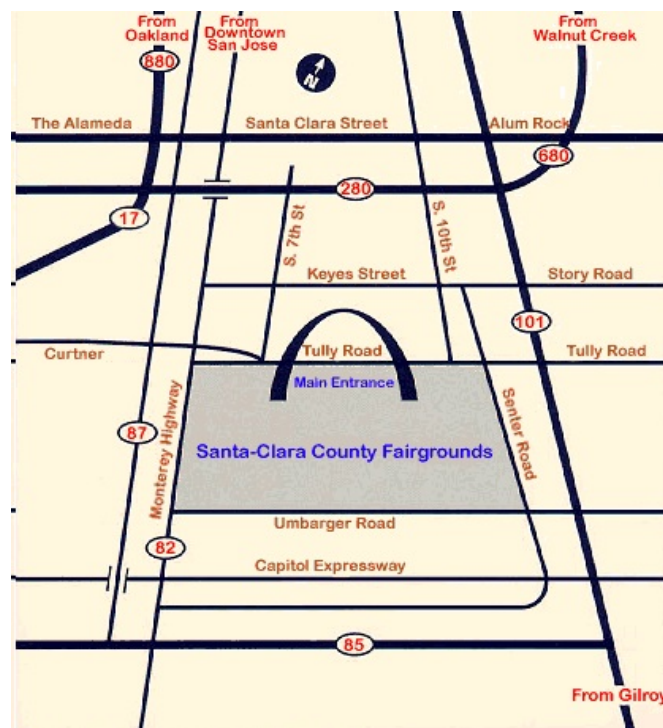 From
Oakland
From
Downtown
San Jose
From
Walnut Creek
880
N
The Alameda
Santa Clara Street
Alum Rock
680
280
17
S. 7th St
S. 10th St
Keyes Street
Story Road
101
Curtner
Tully Road
Tully Road
Main Entrance
87
Monterey Highway
Santa-Clara County Fairgrounds
Senter Road
Umbarger Road
82
Capitol Expressway
85
From Gilroy